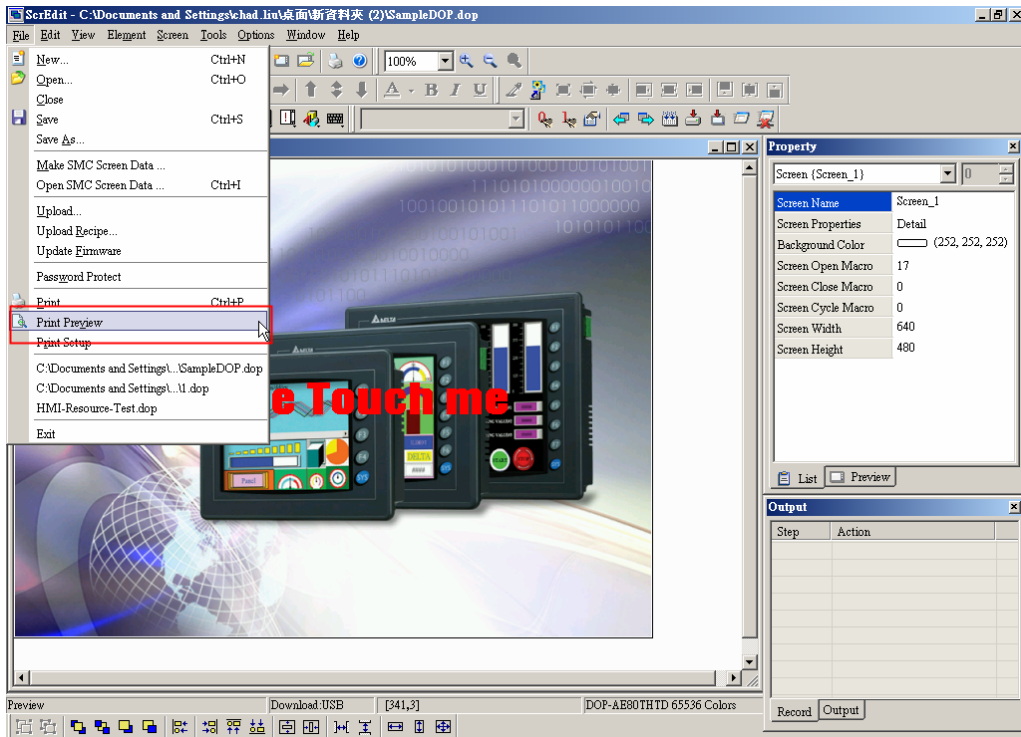 ScrEdit - C:\Documents and Settings\chad.liu\桌面\新資料夾 (2)\SampleDOP.dop
File Edit View Element Screen Tools Options Window Help
New... Ctrl+N
Open... Ctrl+O
Close
Save Ctrl+S
Save As...
Make SMC Screen Data ...
Open SMC Screen Data ... Ctrl+I
Upload...
Upload Recipe...
Update Firmware
Password Protect
Print Ctrl+P
Print Preview
Print Setup
C:\Documents and Settings\...\SampleDOP.dop
C:\Documents and Settings\...\1.dop
HMI-Resource-Test.dop
Exit
100%
A B I U
11101010000010010
1001001010111010110000000
e Touch me
DELTA
START
SYS
Property
Screen {Screen_1} 0
Screen Name Screen_1
Screen Properties Detail
Background Color (252, 252, 252)
Screen Open Macro 17
Screen Close Macro 0
Screen Cycle Macro 0
Screen Width 640
Screen Height 480
List Preview
Output
Step Action
Record Output
Preview Download:USB [341,3] DOP-AE80THTD 65536 Colors